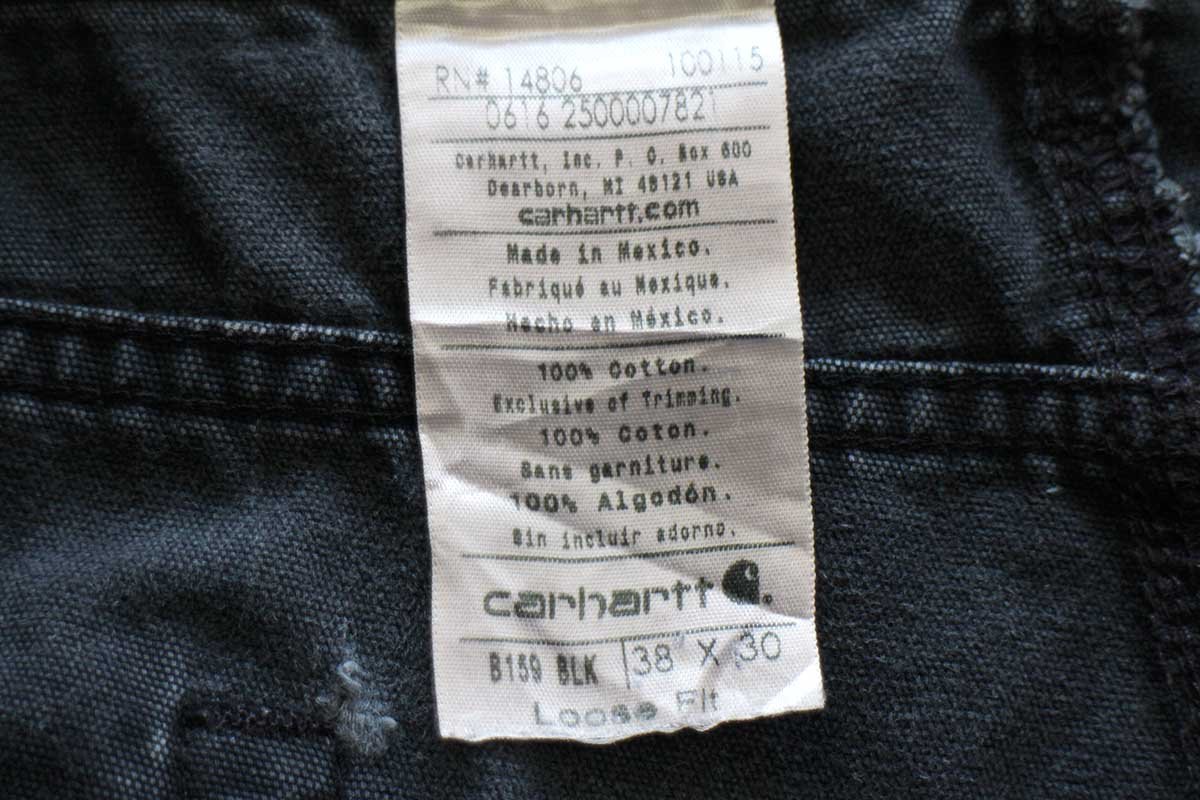 RN# 14806 100115
0616 2500007821
Carhartt, Inc. P. O. Box 600
Dearborn, MI 48121 USA
carhartt.com
Made in Mexico.
Fabriqué au Mexique.
Hecho en México.
100% Cotton.
Exclusive of Trimming.
100% Coton.
Sans garniture.
100% Algodón.
Sin incluir adorno.
carhartt
B159 BLK 38 X 30
Loose Fit